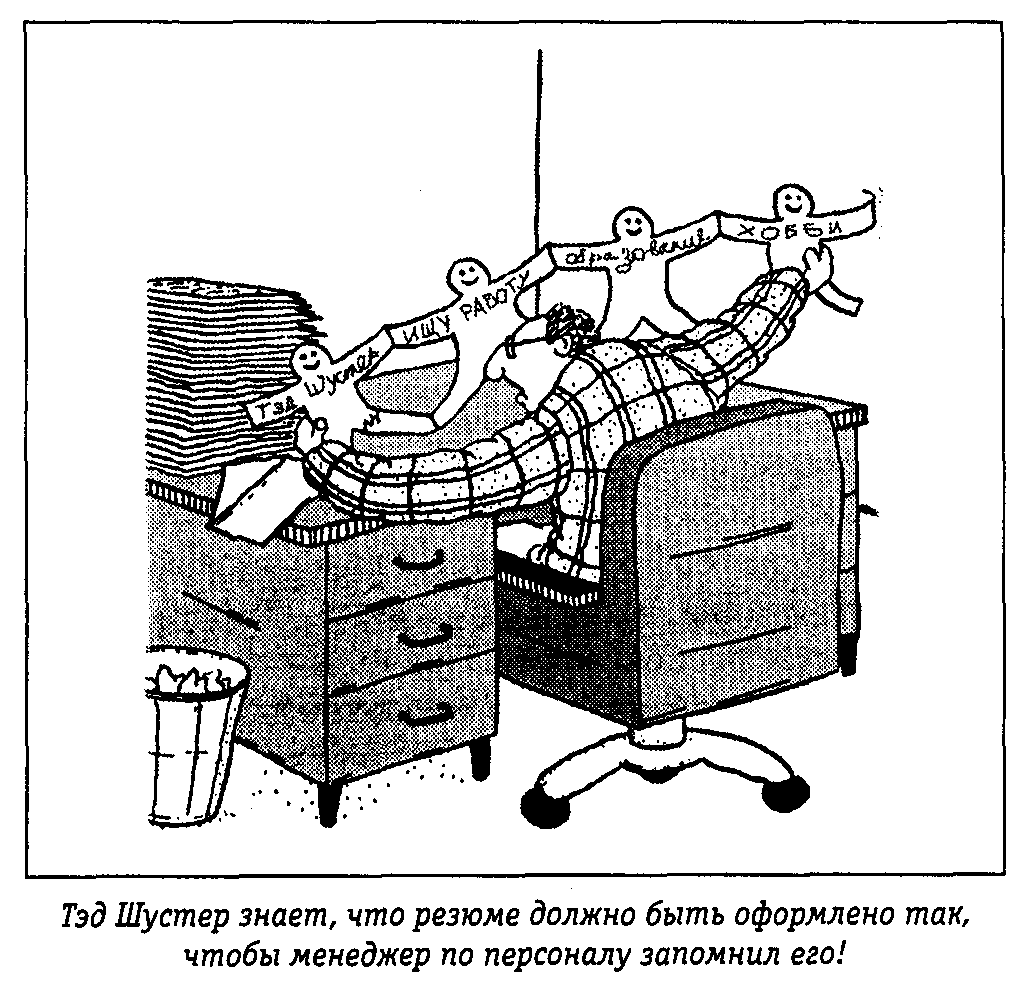 Тэд Шустер
ИЩУ РАБОТУ
образование
ХОББИ
Тэд Шустер знает, что резюме должно быть оформлено так,
чтобы менеджер по персоналу запомнил его!